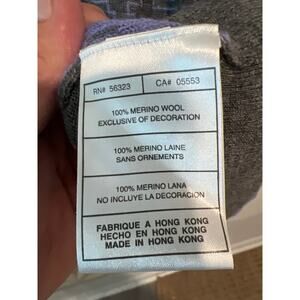 RN# 56323 CA# 05553
100% MERINO WOOL
EXCLUSIVE OF DECORATION
100% MERINO LAINE
SANS ORNEMENTS
100% MERINO LANA
NO INCLUYE LA DECORACION
FABRIQUE A HONG KONG
HECHO EN HONG KONG
MADE IN HONG KONG